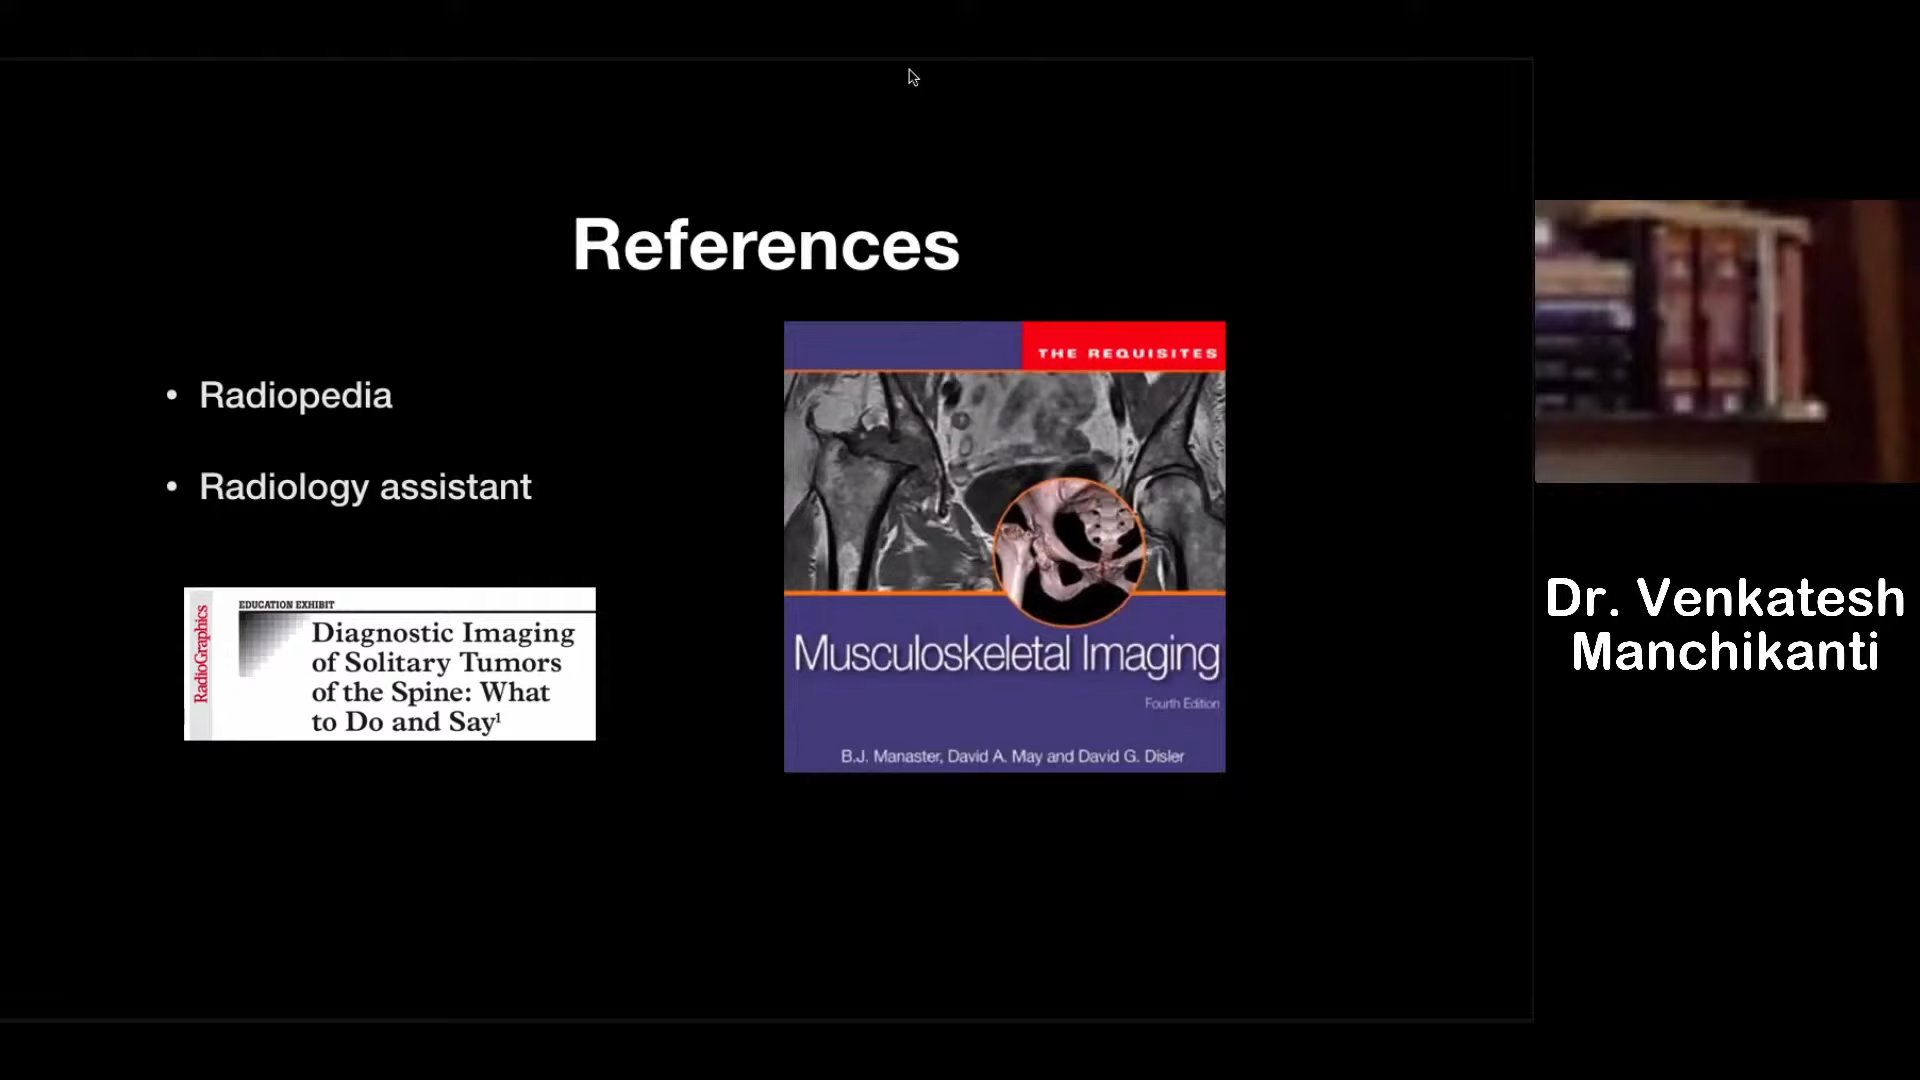 References
• Radiopedia
• Radiology assistant
RadioGraphics
EDUCATION EXHIBIT
Diagnostic Imaging
of Solitary Tumors
of the Spine: What
to Do and Say¹
THE REQUISITES
Musculoskeletal Imaging
Fourth Edition
B.J. Manaster, David A. May and David G. Disler
Dr. Venkatesh
Manchikanti